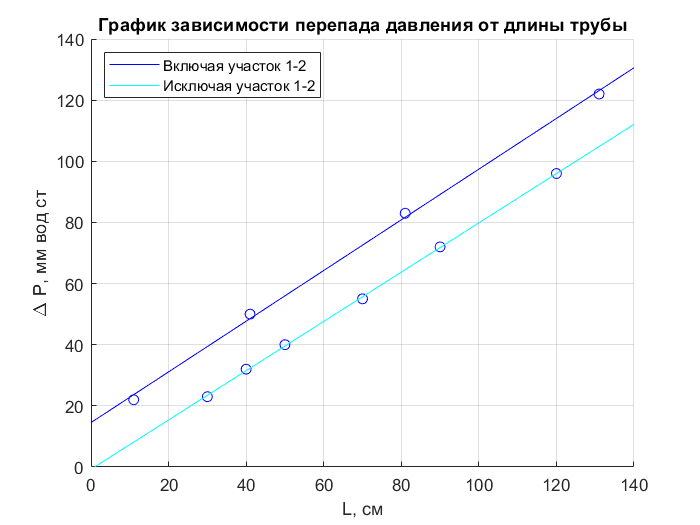 График зависимости перепада давления от длины трубы
140
120
100
80
60
40
20
0
Δ P, мм вод ст
Включая участок 1-2
Исключая участок 1-2
0 20 40 60 80 100 120 140
L, см